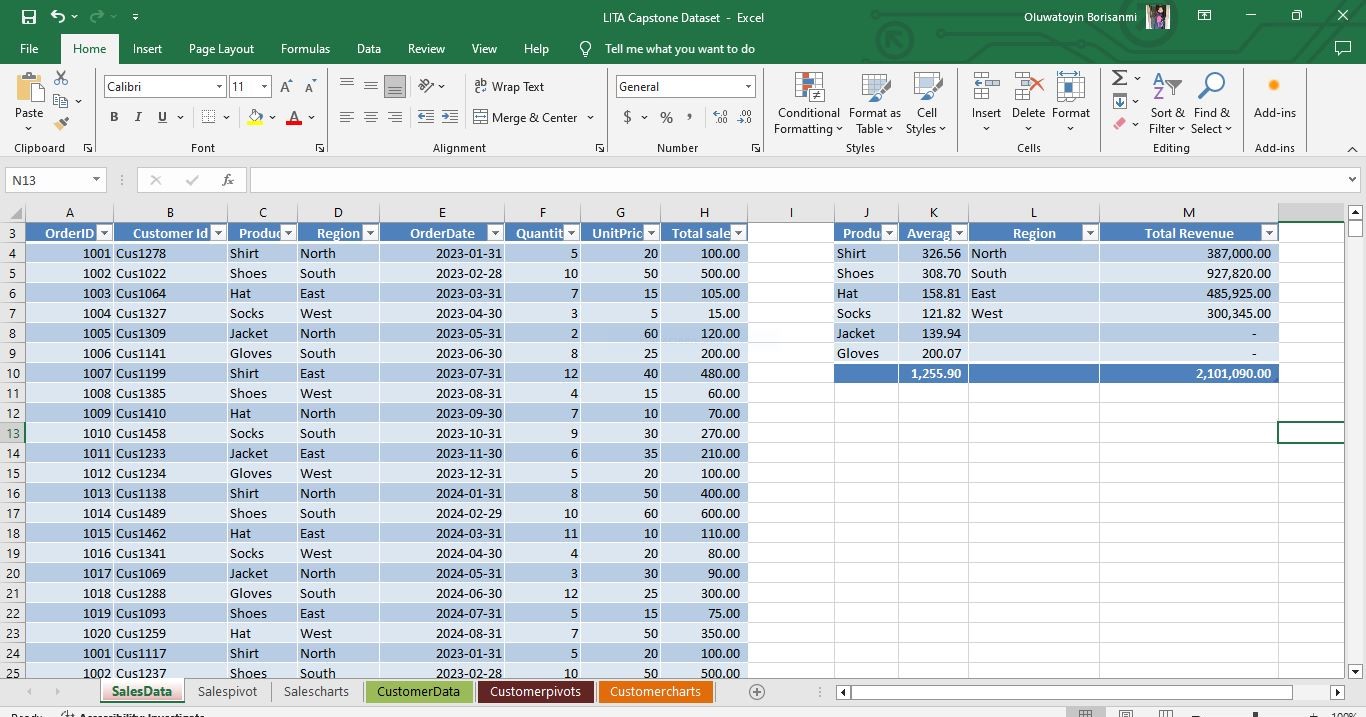 LITA Capstone Dataset - Excel
Oluwatoyin Borisanmi
File Home Insert Page Layout Formulas Data Review View Help Tell me what you want to do
Calibri 11 Wrap Text General
Paste Conditional Format as Cell Insert Delete Format Sort & Find & Add-ins
B I U Merge & Center $ % , Formatting Table Styles Filter Select
Clipboard Font Alignment Number Styles Cells Editing Add-ins
N13 fx
A B C D E F G H I J K L M
3 OrderID Customer Id Produc Region OrderDate Quantit UnitPric Total sale Produ Averag Region Total Revenue
4 1001 Cus1278 Shirt North 2023-01-31 5 20 100.00 Shirt 326.56 North 387,000.00
5 1002 Cus1022 Shoes South 2023-02-28 10 50 500.00 Shoes 308.70 South 927,820.00
6 1003 Cus1064 Hat East 2023-03-31 7 15 105.00 Hat 158.81 East 485,925.00
7 1004 Cus1327 Socks West 2023-04-30 3 5 15.00 Socks 121.82 West 300,345.00
8 1005 Cus1309 Jacket North 2023-05-31 2 60 120.00 Jacket 139.94 -
9 1006 Cus1141 Gloves South 2023-06-30 8 25 200.00 Gloves 200.07 -
10 1007 Cus1199 Shirt East 2023-07-31 12 40 480.00 1,255.90 2,101,090.00
11 1008 Cus1385 Shoes West 2023-08-31 4 15 60.00
12 1009 Cus1410 Hat North 2023-09-30 7 10 70.00
13 1010 Cus1458 Socks South 2023-10-31 9 30 270.00
14 1011 Cus1233 Jacket East 2023-11-30 6 35 210.00
15 1012 Cus1234 Gloves West 2023-12-31 5 20 100.00
16 1013 Cus1138 Shirt North 2024-01-31 8 50 400.00
17 1014 Cus1489 Shoes South 2024-02-29 10 60 600.00
18 1015 Cus1462 Hat East 2024-03-31 11 10 110.00
19 1016 Cus1341 Socks West 2024-04-30 4 20 80.00
20 1017 Cus1069 Jacket North 2024-05-31 3 30 90.00
21 1018 Cus1288 Gloves South 2024-06-30 12 25 300.00
22 1019 Cus1093 Shoes East 2024-07-31 5 15 75.00
23 1020 Cus1259 Hat West 2024-08-31 7 50 350.00
24 1001 Cus1117 Shirt North 2023-01-31 5 20 100.00
25 1002 Cus1237 Shoes South 2023-02-28 10 50 500.00
SalesData Salespivot Salescharts CustomerData Customerpivots Customercharts
Ready Accessibility: Investigate 100%